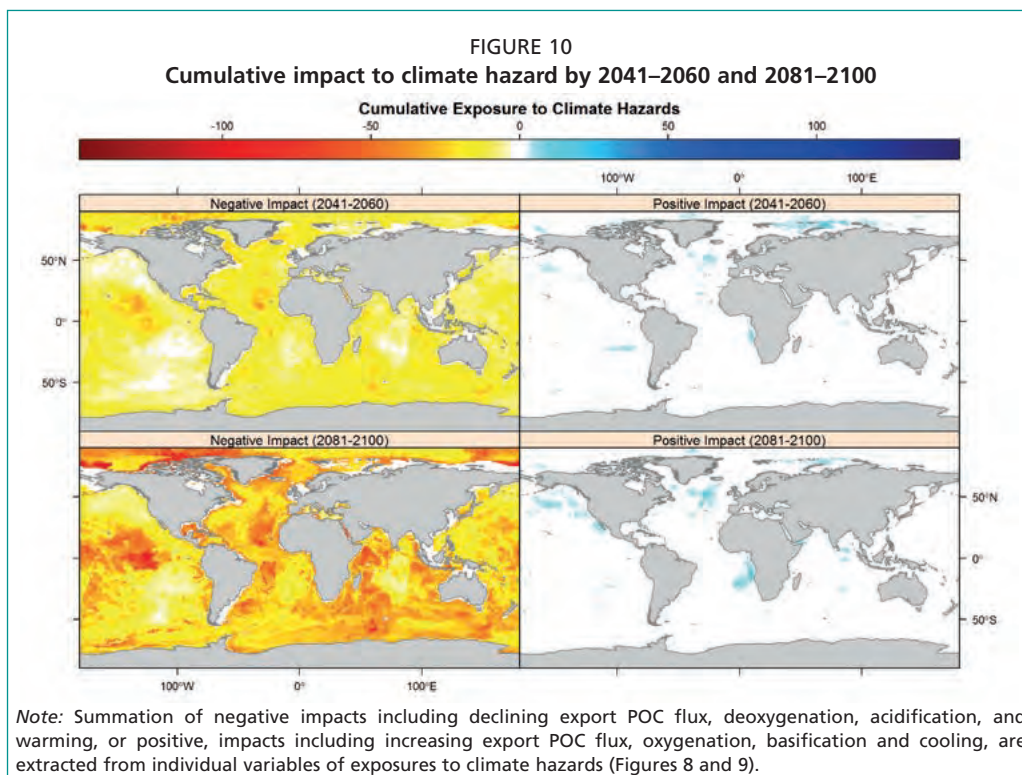 FIGURE 10
Cumulative impact to climate hazard by 2041–2060 and 2081–2100
Cumulative Exposure to Climate Hazards
-100 -50 0 50 100
100°W 0° 100°E
Negative Impact (2041-2060) Positive Impact (2041-2060)
50°N
0°
50°S
Negative Impact (2081-2100) Positive Impact (2081-2100)
50°N
0°
50°S
100°W 0° 100°E
Note: Summation of negative impacts including declining export POC flux, deoxygenation, acidification, and
warming, or positive, impacts including increasing export POC flux, oxygenation, basification and cooling, are
extracted from individual variables of exposures to climate hazards (Figures 8 and 9).